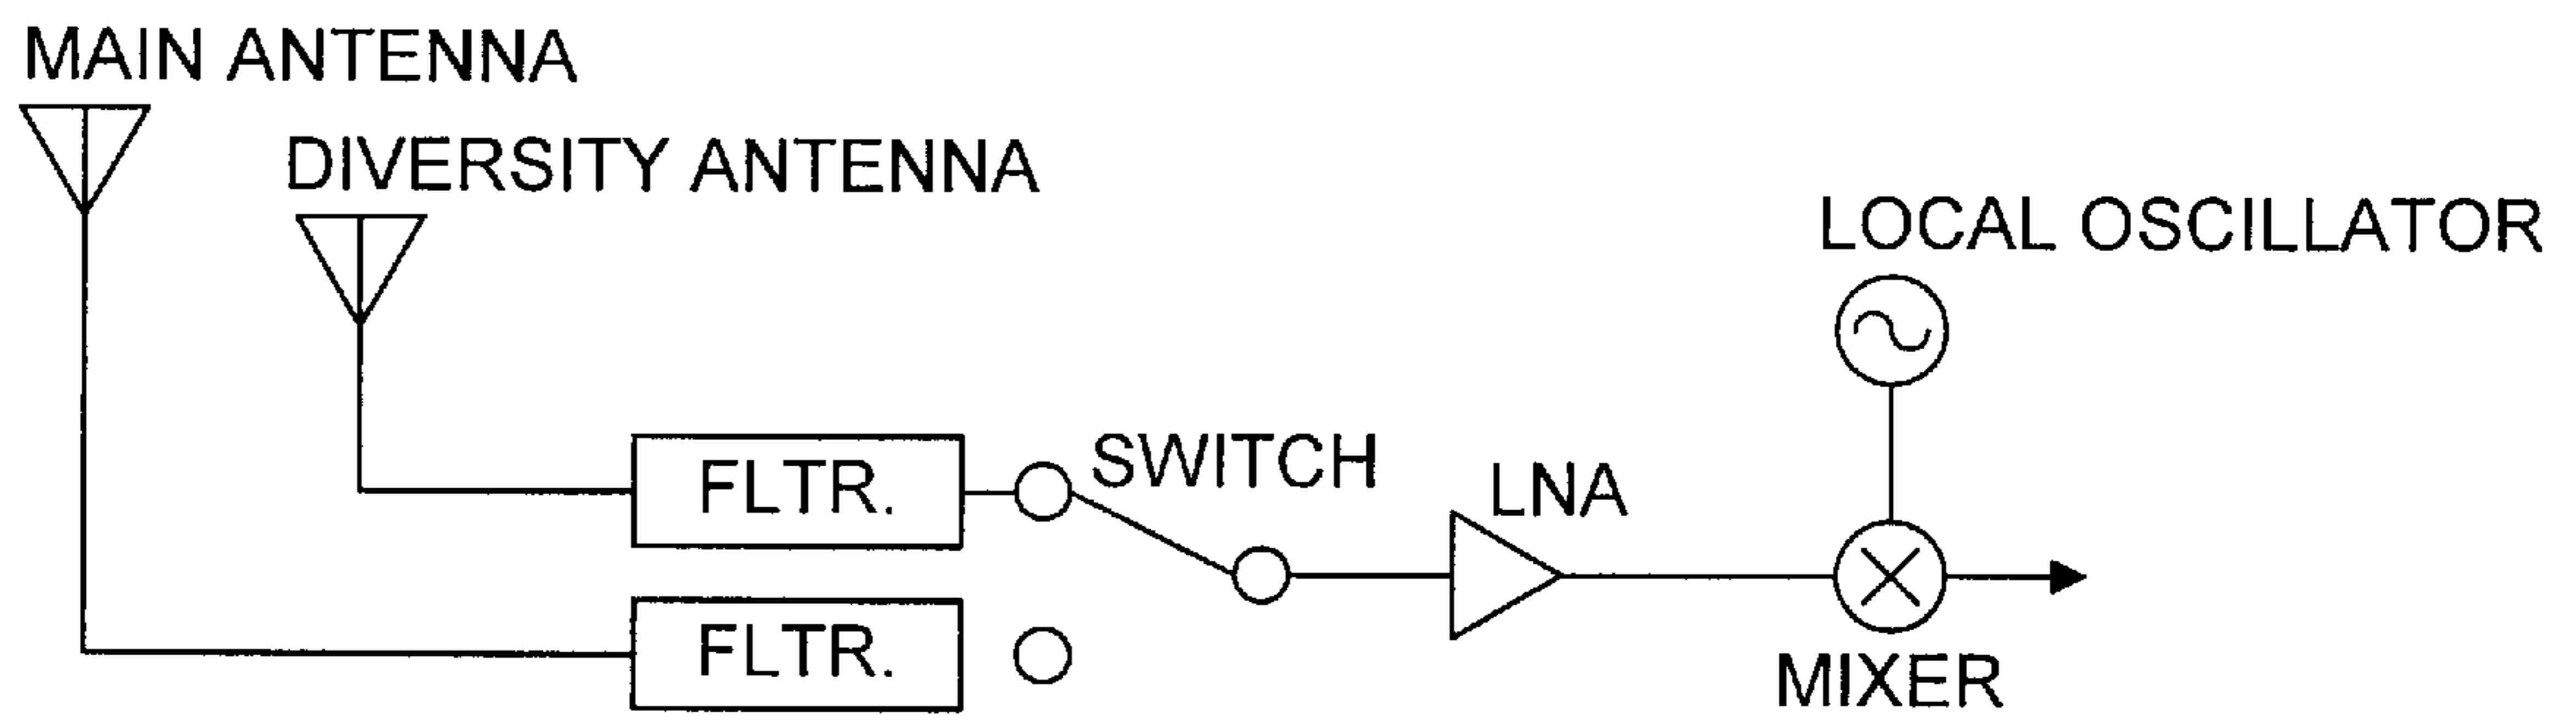 MAIN ANTENNA
DIVERSITY ANTENNA
LOCAL OSCILLATOR
SWITCH
FLTR.
LNA
FLTR.
MIXER